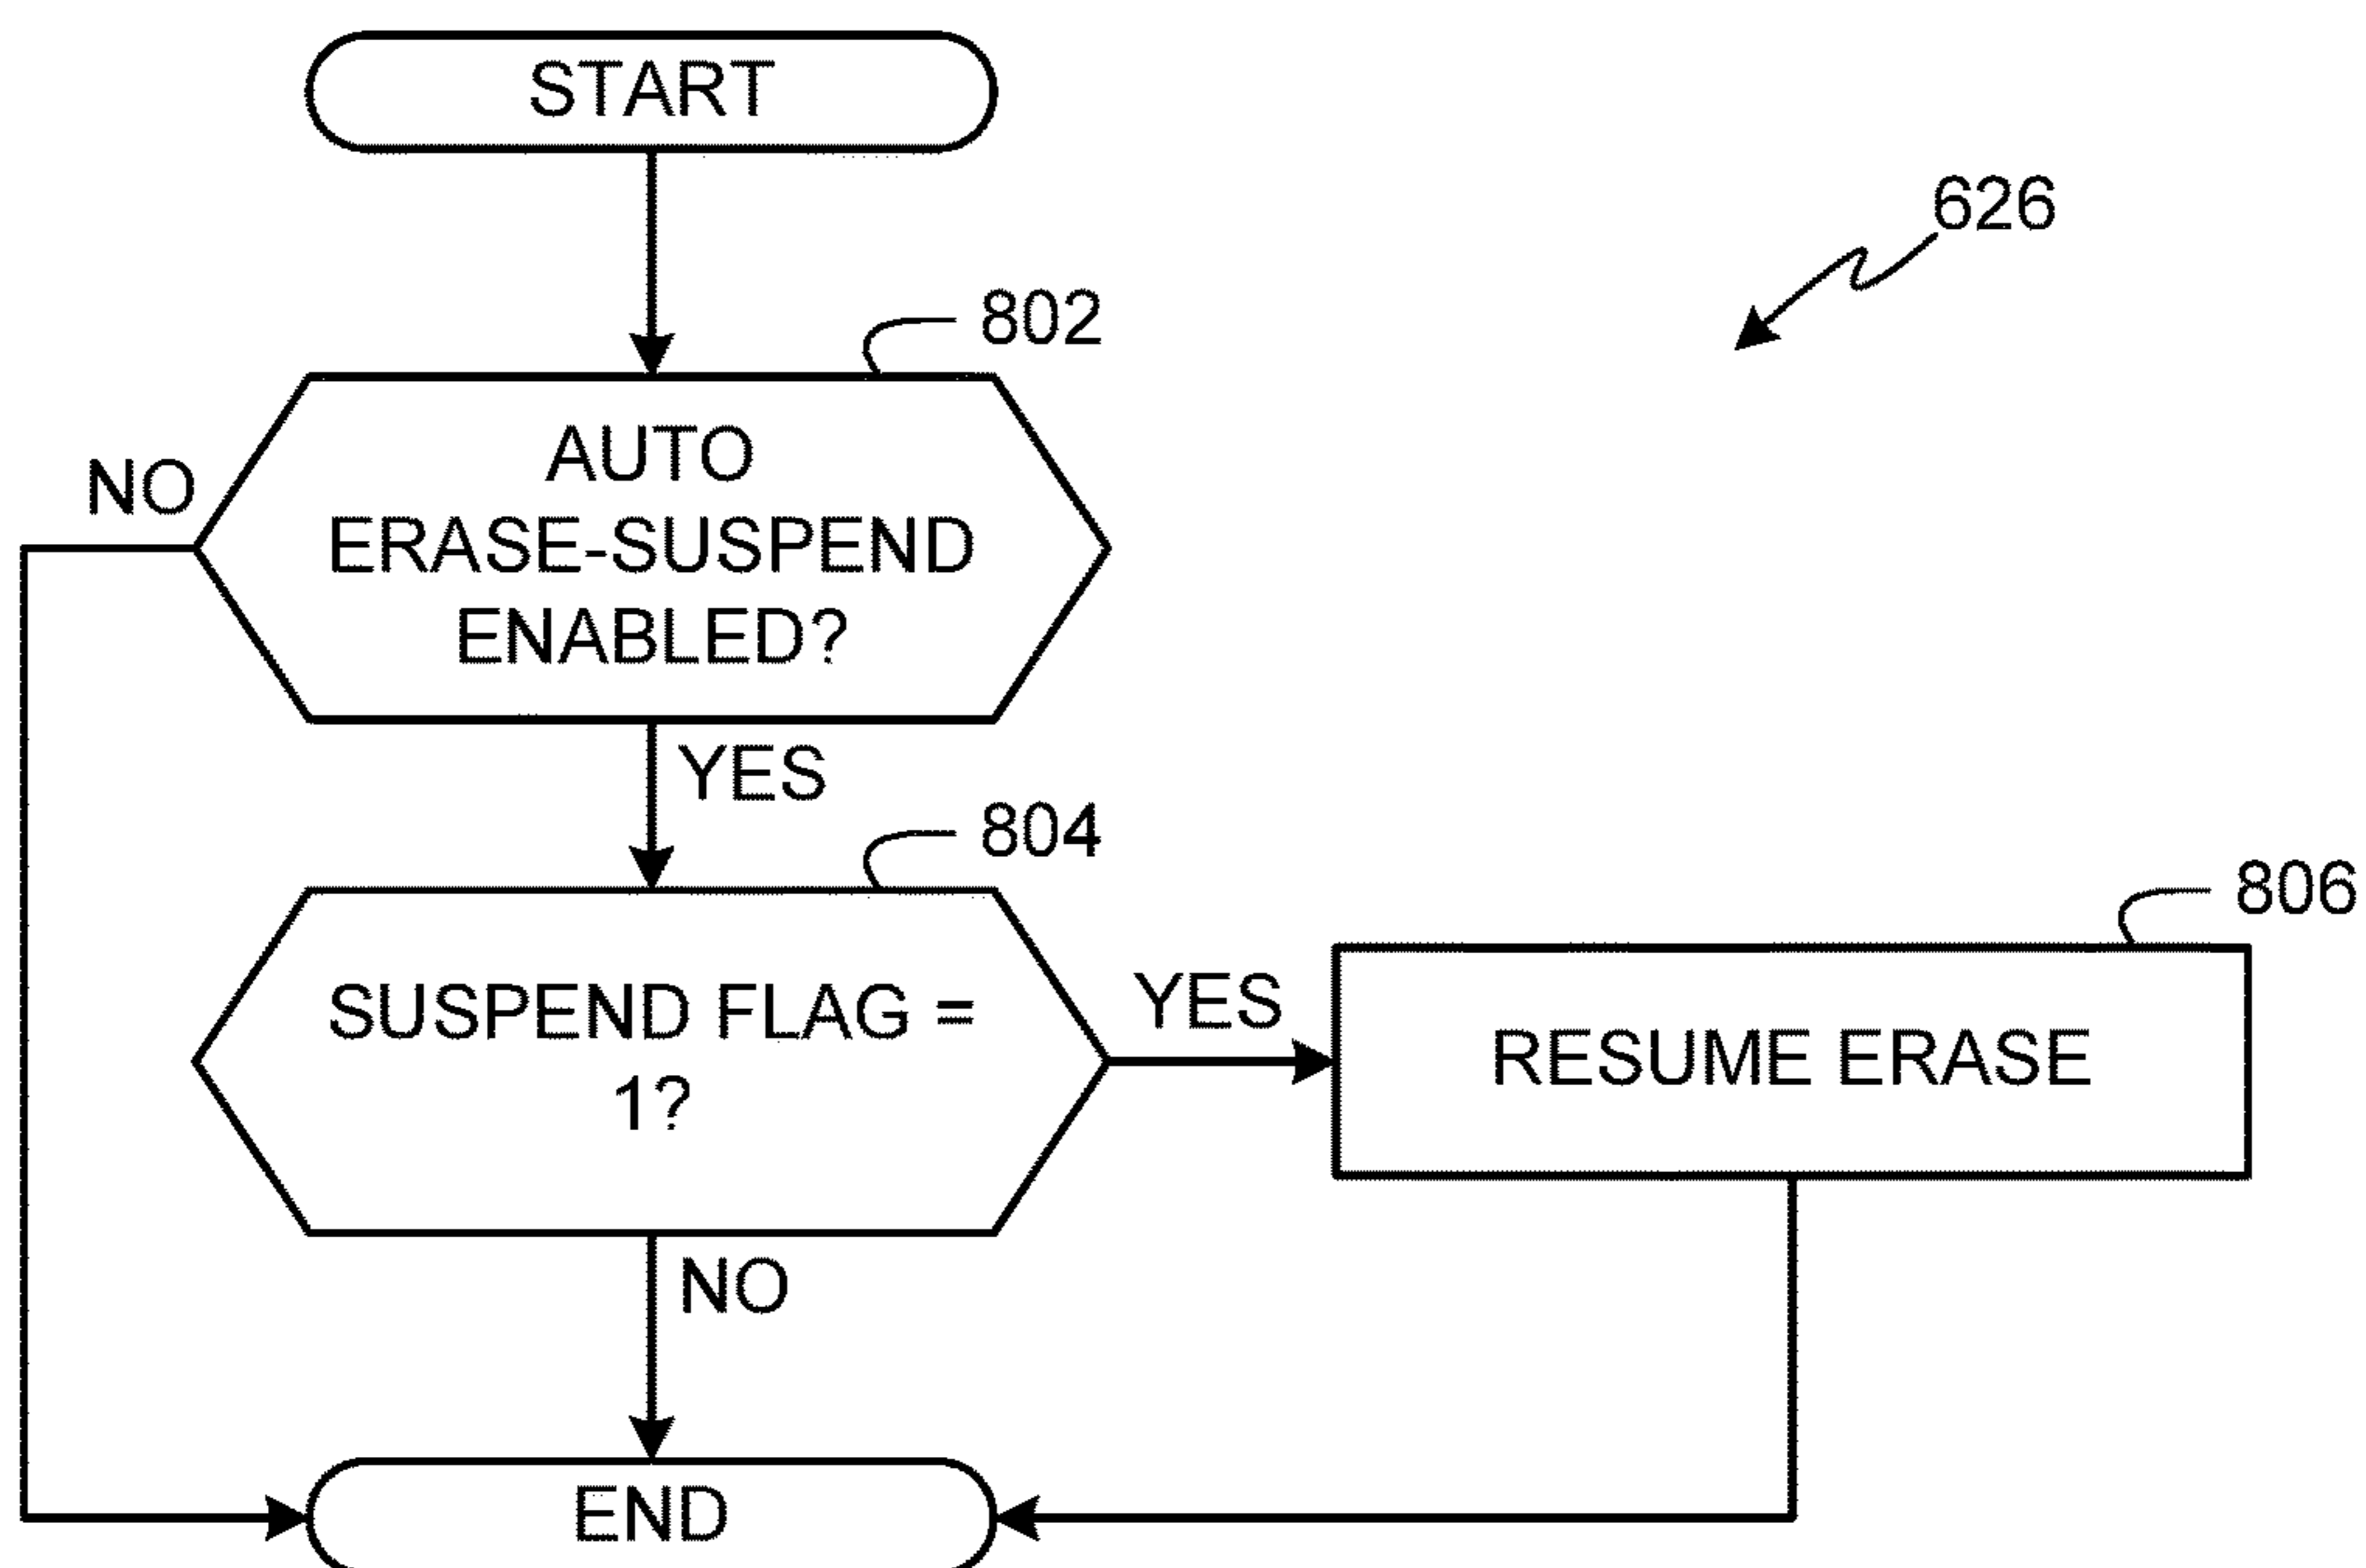 START
626
802
AUTO
ERASE-SUSPEND
ENABLED?
NO
YES
804
SUSPEND FLAG =
1?
YES
806
RESUME ERASE
NO
END